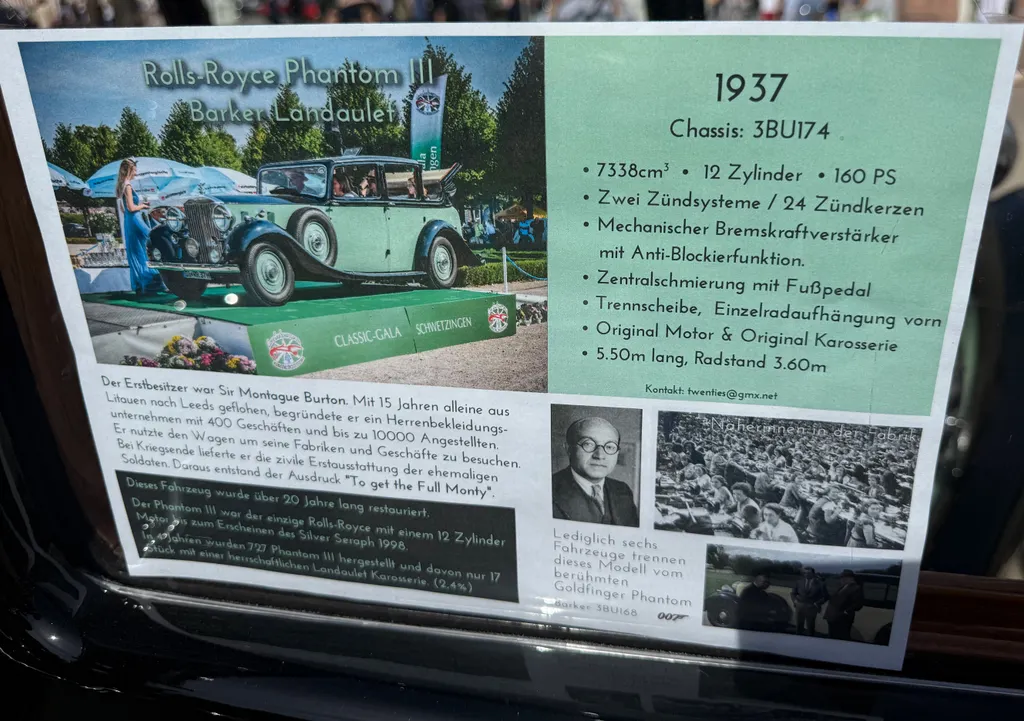 Rolls-Royce Phantom III
Barker Landaulet
CLASSIC-GALA SCHWETZINGEN
1937
Chassis: 3BU174
• 7338cm³ • 12 Zylinder • 160 PS
• Zwei Zündsysteme / 24 Zündkerzen
• Mechanischer Bremskraftverstärker
mit Anti-Blockierfunktion.
• Zentralschmierung mit Fußpedal
• Trennscheibe, Einzelradaufhängung vorn
• Original Motor & Original Karosserie
• 5.50m lang, Radstand 3.60m
Kontakt: twenties@gmx.net
Der Erstbesitzer war Sir Montague Burton. Mit 15 Jahren alleine aus
Litauen nach Leeds geflohen, begründete er ein Herrenbekleidungs-
unternehmen mit 400 Geschäften und bis zu 10000 Angestellten.
Er nutzte den Wagen um seine Fabriken und Geschäfte zu besuchen.
Bei Kriegsende lieferte er die zivile Erstausstattung der ehemaligen
Soldaten. Daraus entstand der Ausdruck "To get the Full Monty".
Dieses Fahrzeug wurde über 20 Jahre lang restauriert.
Der Phantom III war der einzige Rolls-Royce mit einem 12 Zylinder
Motor bis zum Erscheinen des Silver Seraph 1998.
Jahren wurden 727 Phantom III hergestellt und davon nur 17
Stück mit einer herrschaftlichen Landaulet Karosserie. (2.4%)
Näherinnen in der Fabrik
Lediglich sechs
Fahrzeuge trennen
dieses Modell vom
berühmten
Goldfinger Phantom
Barker 3BU168
007